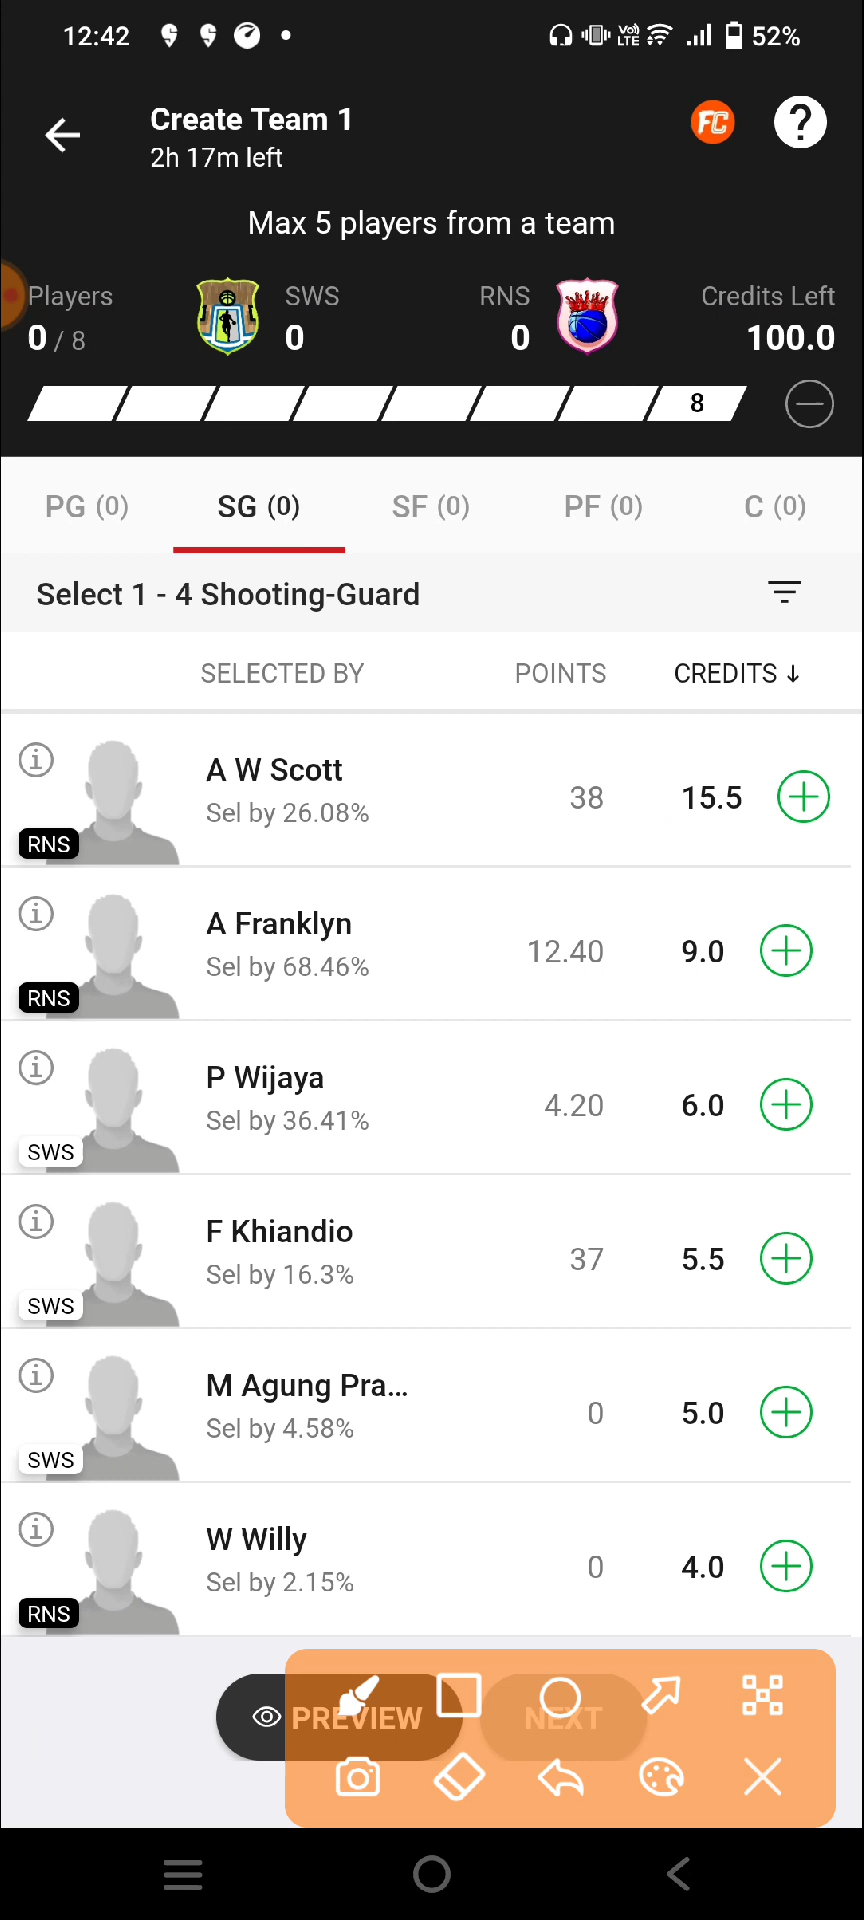 12:42 Vo) LTE 52%
Create Team 1
2h 17m left
FC ?
Max 5 players from a team
Players SWS RNS Credits Left
0 / 8 0 0 100.0
8
PG (0) SG (0) SF (0) PF (0) C (0)
Select 1 - 4 Shooting-Guard
SELECTED BY POINTS CREDITS ↓
A W Scott
Sel by 26.08% 38 15.5
RNS
A Franklyn
Sel by 68.46% 12.40 9.0
RNS
P Wijaya
Sel by 36.41% 4.20 6.0
SWS
F Khiandio
Sel by 16.3% 37 5.5
SWS
M Agung Pra...
Sel by 4.58% 0 5.0
SWS
W Willy
Sel by 2.15% 0 4.0
RNS
PREVIEW NEXT